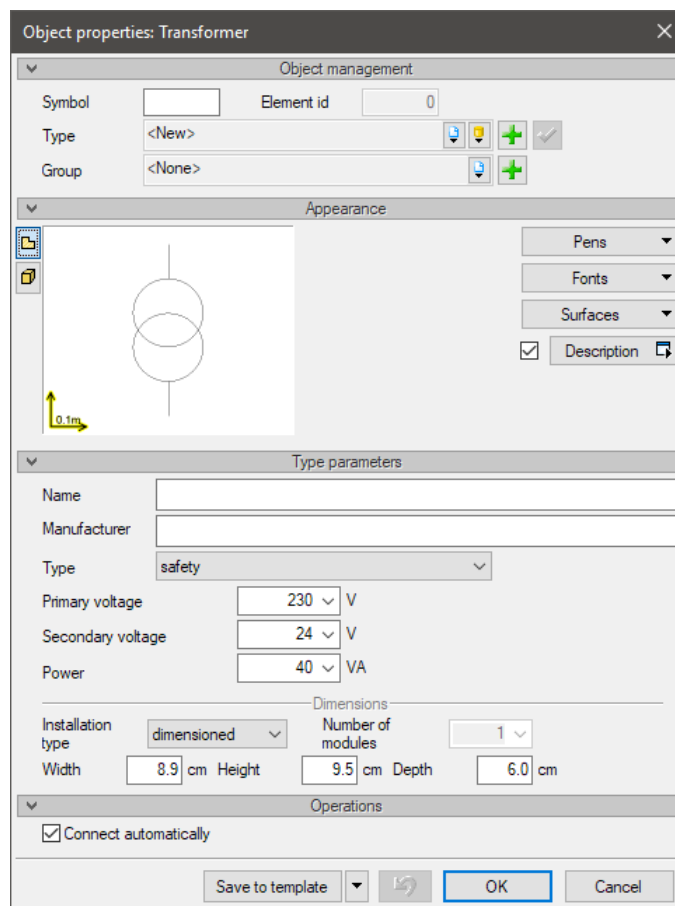 Object properties: Transformer
Object management
Symbol Element id 0
Type <New>
Group <None>
Appearance
Pens
Fonts
Surfaces
Description
0.1m
Type parameters
Name
Manufacturer
Type safety
Primary voltage 230 V
Secondary voltage 24 V
Power 40 VA
Dimensions
Installation type dimensioned Number of modules 1
Width 8.9 cm Height 9.5 cm Depth 6.0 cm
Operations
Connect automatically
Save to template OK Cancel